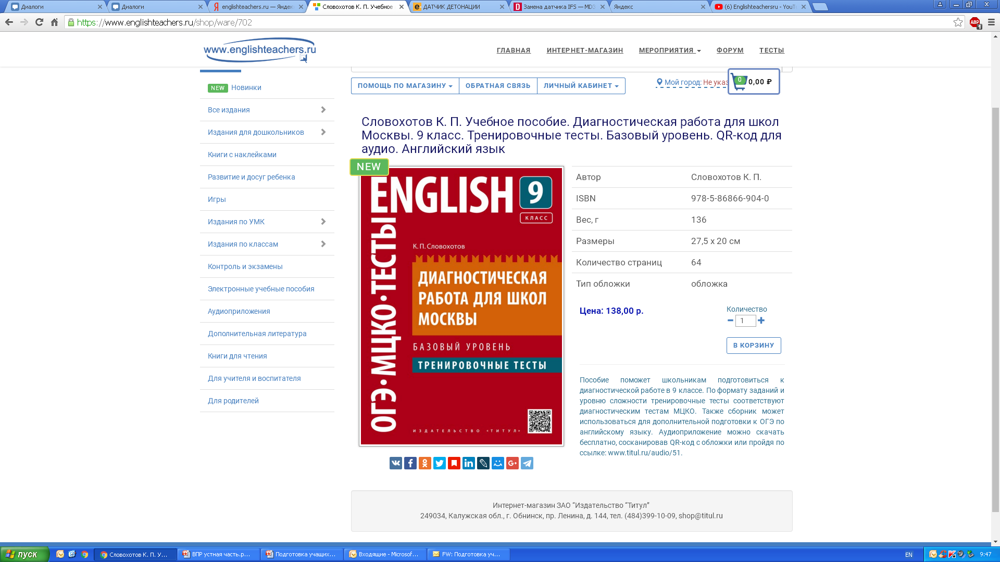 Диалоги
Диалоги
englishteachers.ru — Яндек
Словохотов К. П. Учебное
ДАТЧИК ДЕТОНАЦИИ
Замена датчика IFS — MD3
Яндекс
(6) Englishteachersru - YouT
https://www.englishteachers.ru/shop/ware/702
ABP
1
www.englishteachers.ru
ГЛАВНАЯ
ИНТЕРНЕТ-МАГАЗИН
МЕРОПРИЯТИЯ
ФОРУМ
ТЕСТЫ
NEW Новинки
Все издания
Издания для дошкольников
Книги с наклейками
Развитие и досуг ребенка
Игры
Издания по УМК
Издания по классам
Контроль и экзамены
Электронные учебные пособия
Аудиоприложения
Дополнительная литература
Книги для чтения
Для учителя и воспитателя
Для родителей
ПОМОЩЬ ПО МАГАЗИНУ
ОБРАТНАЯ СВЯЗЬ
ЛИЧНЫЙ КАБИНЕТ
Мой город: Не указ
0
0,00 ₽
Словохотов К. П. Учебное пособие. Диагностическая работа для школ
Москвы. 9 класс. Тренировочные тесты. Базовый уровень. QR-код для
аудио. Английский язык
NEW
ENGLISH
9
КЛАСС
ОГЭ•МЦКО•ТЕСТЫ
К. П. Словохотов
ДИАГНОСТИЧЕСКАЯ
РАБОТА ДЛЯ ШКОЛ
МОСКВЫ
БАЗОВЫЙ УРОВЕНЬ
ТРЕНИРОВОЧНЫЕ ТЕСТЫ
ИЗДАТЕЛЬСТВО «ТИТУЛ»
Автор Словохотов К. П.
ISBN 978-5-86866-904-0
Вес, г 136
Размеры 27,5 x 20 см
Количество страниц 64
Тип обложки обложка
Цена: 138,00 р.
Количество
1
В КОРЗИНУ
Пособие поможет школьникам подготовиться к
диагностической работе в 9 классе. По формату заданий и
уровню сложности тренировочные тесты соответствуют
диагностическим тестам МЦКО. Также сборник может
использоваться для дополнительной подготовки к ОГЭ по
английскому языку. Аудиоприложение можно скачать
бесплатно, сосканировав QR-код с обложки или пройдя по
ссылке: www.titul.ru/audio/51.
Интернет-магазин ЗАО “Издательство “Титул”
249034, Калужская обл., г. Обнинск, пр. Ленина, д. 144, тел. (484)399-10-09, shop@titul.ru
пуск
Словохотов К. П. У...
ВПР устная часть.p...
Подготовка учащих...
Входящие - Microsof...
FW: Подготовка уч...
EN
9:47